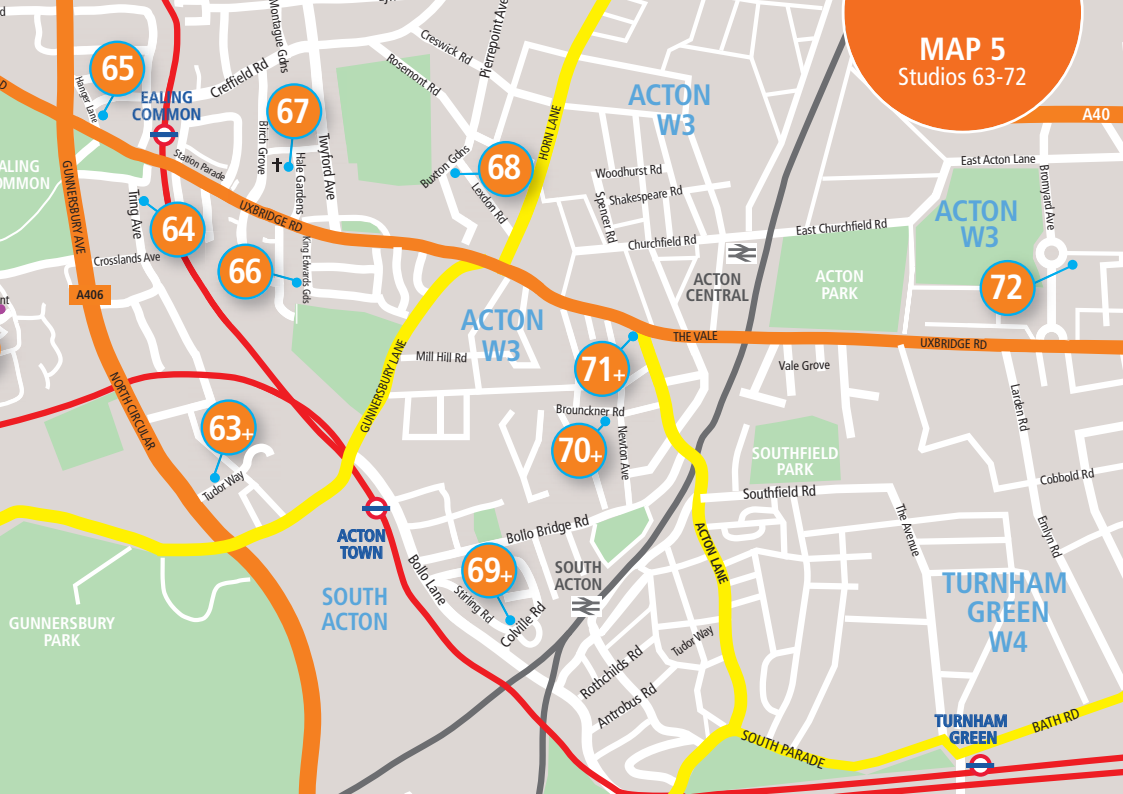 MAP 5
Studios 63-72
65
EALING
COMMON
Hanger Lane
Creffield Rd
Montague Gdns
67
Birch Grove
Hale Gardens
Twyford Ave
Creswick Rd
Rosemont Rd
Pierrepoint Ave
HORN LANE
ACTON
W3
A40
East Acton Lane
Bromyard Ave
ALING
OMMON
GUNNERSBURY AVE
Station Parade
Tring Ave
64
UXBRIDGE RD
Buxton Gdns
68
Lexdon Rd
Woodhurst Rd
Shakespeare Rd
Spencer Rd
Churchfield Rd
East Churchfield Rd
ACTON
W3
Crosslands Ave
66
King Edwards Gds
ACTON
CENTRAL
ACTON
PARK
72
nt
A406
ACTON
W3
THE VALE
UXBRIDGE RD
Mill Hill Rd
GUNNERSBURY LANE
71+
Vale Grove
NORTH CIRCULAR
Larden Rd
63+
Tudor Way
Brounckner Rd
70+
Newton Ave
SOUTHFIELD
PARK
Southfield Rd
Cobbold Rd
The Avenue
Emlyn Rd
ACTON
TOWN
Bollo Bridge Rd
ACTON LANE
Bollo Lane
69+
Stirling Rd
Colville Rd
SOUTH
ACTON
SOUTH
ACTON
TURNHAM
GREEN
W4
GUNNERSBURY
PARK
Rothchilds Rd
Tudor Way
Antrobus Rd
SOUTH PARADE
TURNHAM
GREEN
BATH RD